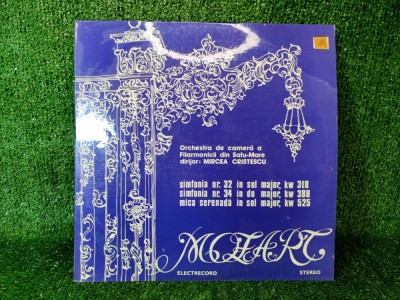 Orchestra de cameră a
Filarmonicii din Satu-Mare
dirijor: MIRCEA CRISTESCU
simfonia nr. 32 in sol major, kw 318
simfonia nr. 34 in do major, kw 388
mica serenadă in sol major, kw 525
MOZART
ELECTRECORD
STEREO